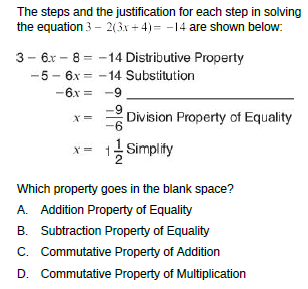 The steps and the justification for each step in solving
the equation 3 – 2(3x + 4) = –14 are shown below:
3 – 6x – 8 = –14 Distributive Property
–5 – 6x = –14 Substitution
–6x = –9 ____________
x = –9/–6 Division Property of Equality
x = 1 1/2 Simplify
Which property goes in the blank space?
A. Addition Property of Equality
B. Subtraction Property of Equality
C. Commutative Property of Addition
D. Commutative Property of Multiplication